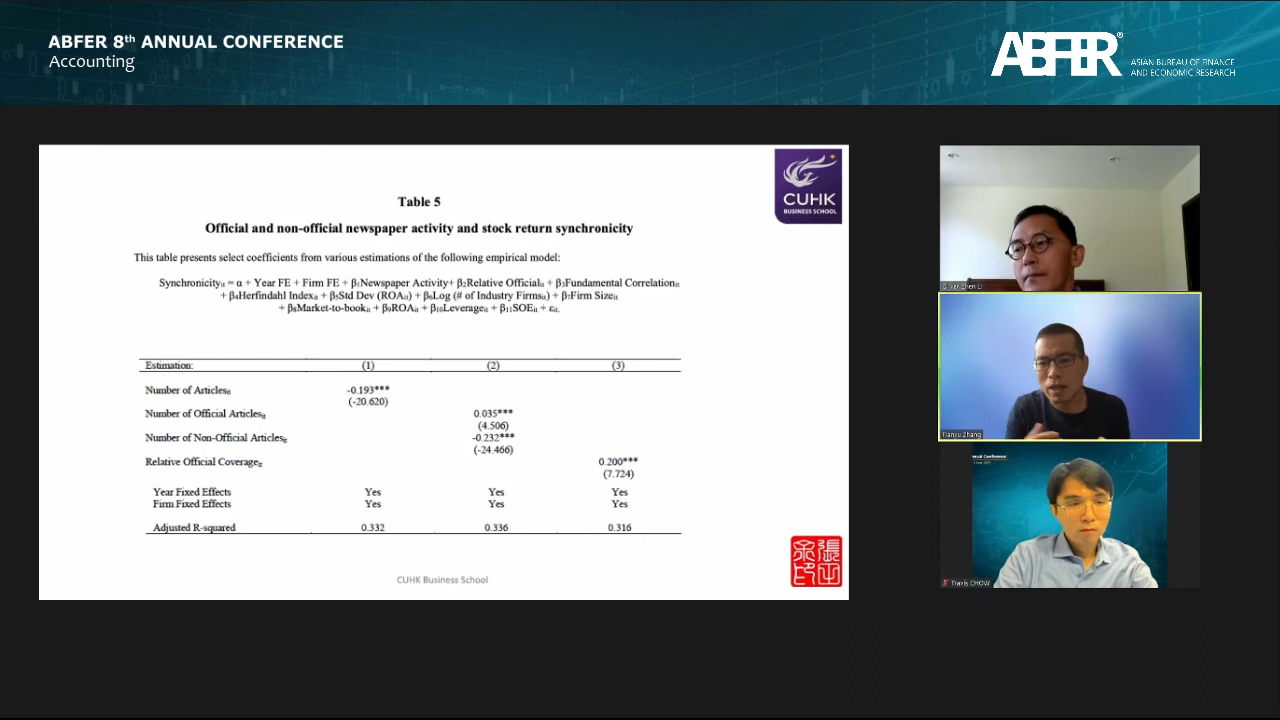 ABFER 8th ANNUAL CONFERENCE
Accounting
ABFER®
ASIAN BUREAU OF FINANCE
AND ECONOMIC RESEARCH
CUHK
BUSINESS SCHOOL
Table 5
Official and non-official newspaper activity and stock return synchronicity
This table presents select coefficients from various estimations of the following empirical model:
Synchronicityit = α + Year FE + Firm FE + β1Newspaper Activity+ β2Relative Officialit + β3Fundamental Correlationit
+ β4Herfindahl Indexit + β5Std Dev (ROAit) + β6Log (# of Industry Firmsit) + β7Firm Sizeit
+ β8Market-to-bookit + β9ROAit + β10Leverageit + β11SOEit + εit.
Estimation: (1) (2) (3)
Number of Articlesit -0.193***
(-20.620)
Number of Official Articlesit 0.035***
(4.506)
Number of Non-Official Articlesit -0.232***
(-24.466)
Relative Official Coverageit 0.200***
(7.724)
Year Fixed Effects Yes Yes Yes
Firm Fixed Effects Yes Yes Yes
Adjusted R-squared 0.332 0.336 0.316
CUHK Business School
Zhen Li
Tianyu Zhang
Travis CHOW